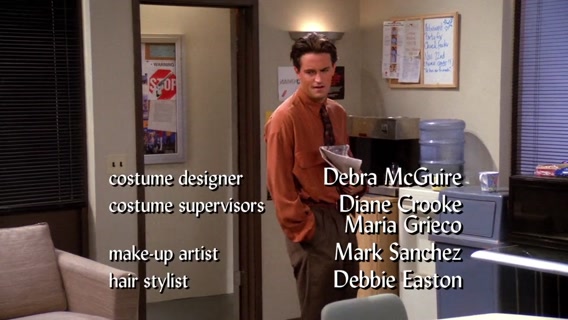 STOP
costume designer Debra McGuire
costume supervisors Diane Crooke
Maria Grieco
make-up artist Mark Sanchez
hair stylist Debbie Easton